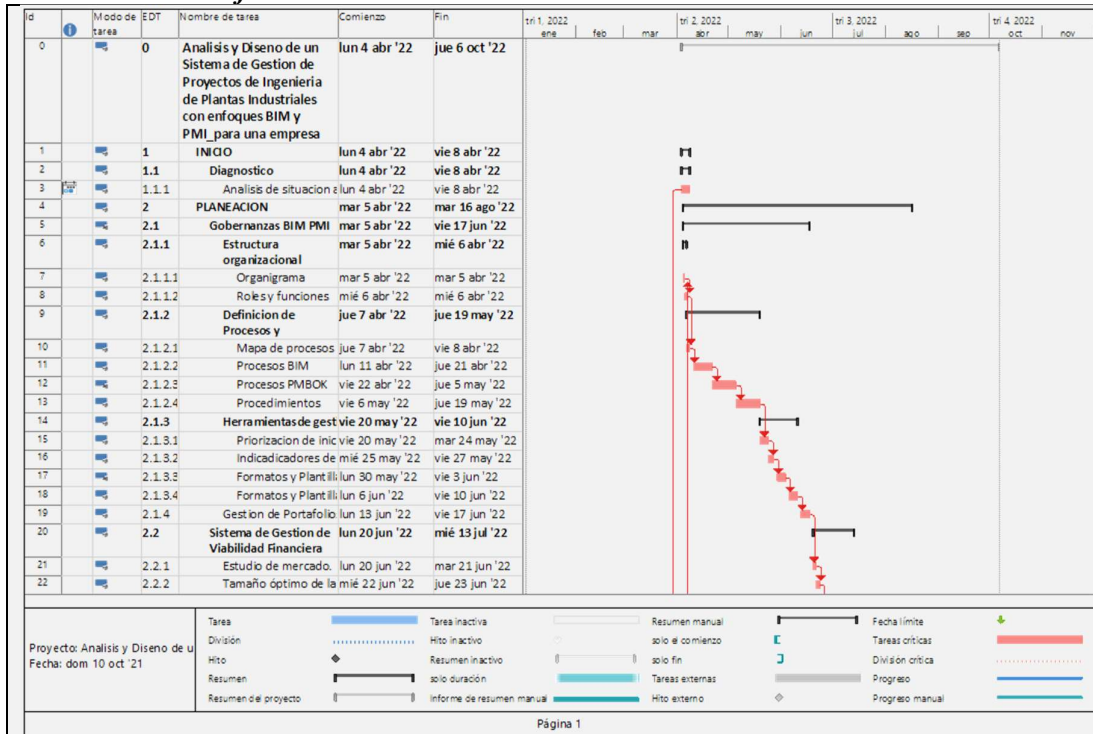 Id Modo de tarea EDT Nombre de tarea Comienzo Fin
tri 1, 2022 tri 2, 2022 tri 3, 2022 tri 4, 2022
ene feb mar abr may jun jul ago sep oct nov
0 0 Analisis y Diseno de un Sistema de Gestion de Proyectos de Ingenieria de Plantas Industriales con enfoques BIM y PMI_para una empresa lun 4 abr '22 jue 6 oct '22
1 1 INICIO lun 4 abr '22 vie 8 abr '22
2 1.1 Diagnostico lun 4 abr '22 vie 8 abr '22
3 1.1.1 Analisis de situacion a lun 4 abr '22 vie 8 abr '22
4 2 PLANEACION mar 5 abr '22 mar 16 ago '22
5 2.1 Gobernanzas BIM PMI mar 5 abr '22 vie 17 jun '22
6 2.1.1 Estructura organizacional mar 5 abr '22 mié 6 abr '22
7 2.1.1.1 Organigrama mar 5 abr '22 mar 5 abr '22
8 2.1.1.2 Roles y funciones mié 6 abr '22 mié 6 abr '22
9 2.1.2 Definicion de Procesos y jue 7 abr '22 jue 19 may '22
10 2.1.2.1 Mapa de procesos jue 7 abr '22 vie 8 abr '22
11 2.1.2.2 Procesos BIM lun 11 abr '22 jue 21 abr '22
12 2.1.2.3 Procesos PMBOK vie 22 abr '22 jue 5 may '22
13 2.1.2.4 Procedimientos vie 6 may '22 jue 19 may '22
14 2.1.3 Herramientas de gest vie 20 may '22 vie 10 jun '22
15 2.1.3.1 Priorizacion de inic vie 20 may '22 mar 24 may '22
16 2.1.3.2 Indicadicadores de mié 25 may '22 vie 27 may '22
17 2.1.3.3 Formatos y Plantill lun 30 may '22 vie 3 jun '22
18 2.1.3.4 Formatos y Plantill lun 6 jun '22 vie 10 jun '22
19 2.1.4 Gestion de Portafolio lun 13 jun '22 vie 17 jun '22
20 2.2 Sistema de Gestion de Viabilidad Financiera lun 20 jun '22 mié 13 jul '22
21 2.2.1 Estudio de mercado. lun 20 jun '22 mar 21 jun '22
22 2.2.2 Tamaño óptimo de la mié 22 jun '22 jue 23 jun '22
Proyecto: Analisis y Diseno de u
Fecha: dom 10 oct '21
Tarea Tarea inactiva Resumen manual Fecha límite
División Hito inactivo solo el comienzo Tareas críticas
Hito Resumen inactivo solo fin División crítica
Resumen solo duración Tareas externas Progreso
Resumen del proyecto Informe de resumen manual Hito externo Progreso manual
Página 1